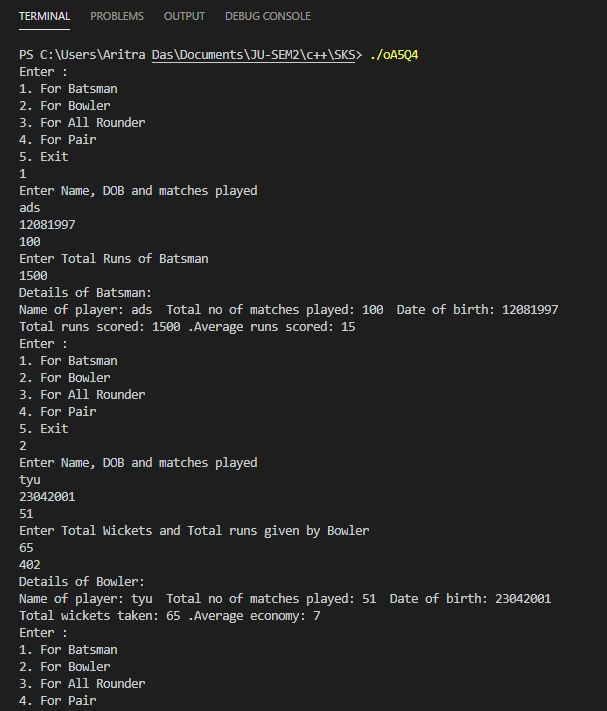 TERMINAL PROBLEMS OUTPUT DEBUG CONSOLE
PS C:\Users\Aritra Das\Documents\JU-SEM2\c++\SKS> ./oA5Q4
Enter :
1. For Batsman
2. For Bowler
3. For All Rounder
4. For Pair
5. Exit
1
Enter Name, DOB and matches played
ads
12081997
100
Enter Total Runs of Batsman
1500
Details of Batsman:
Name of player: ads  Total no of matches played: 100  Date of birth: 12081997
Total runs scored: 1500 .Average runs scored: 15
Enter :
1. For Batsman
2. For Bowler
3. For All Rounder
4. For Pair
5. Exit
2
Enter Name, DOB and matches played
tyu
23042001
51
Enter Total Wickets and Total runs given by Bowler
65
402
Details of Bowler:
Name of player: tyu  Total no of matches played: 51  Date of birth: 23042001
Total wickets taken: 65 .Average economy: 7
Enter :
1. For Batsman
2. For Bowler
3. For All Rounder
4. For Pair